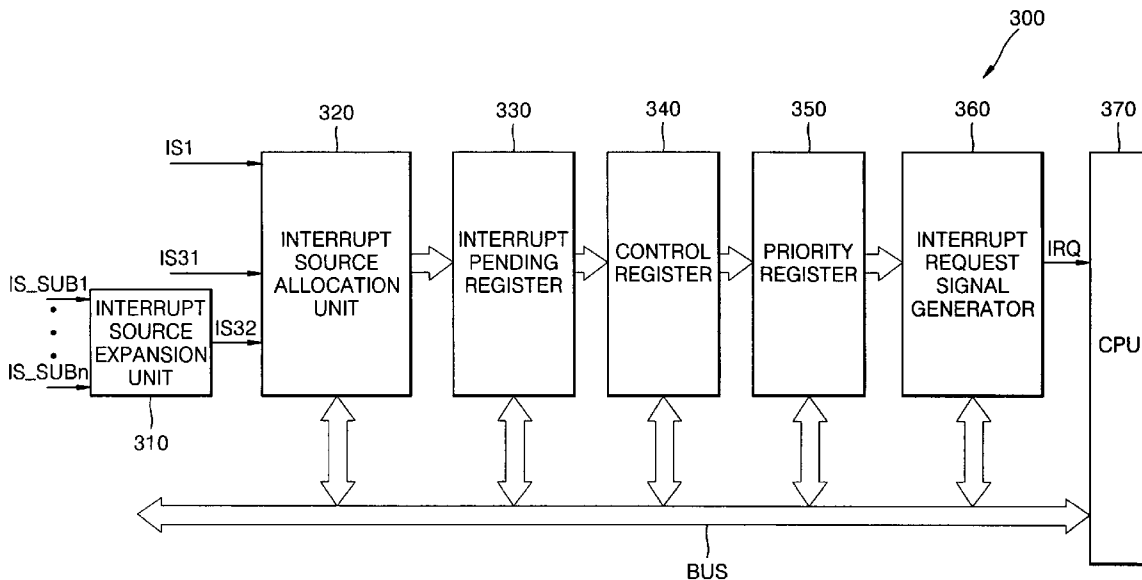 300
320
330
340
350
360
370
IS1
IS31
IS_SUB1
IS_SUBn
INTERRUPT
SOURCE
EXPANSION
UNIT
310
IS32
INTERRUPT
SOURCE
ALLOCATION
UNIT
INTERRUPT
PENDING
REGISTER
CONTROL
REGISTER
PRIORITY
REGISTER
INTERRUPT
REQUEST
SIGNAL
GENERATOR
IRQ
CPU
BUS